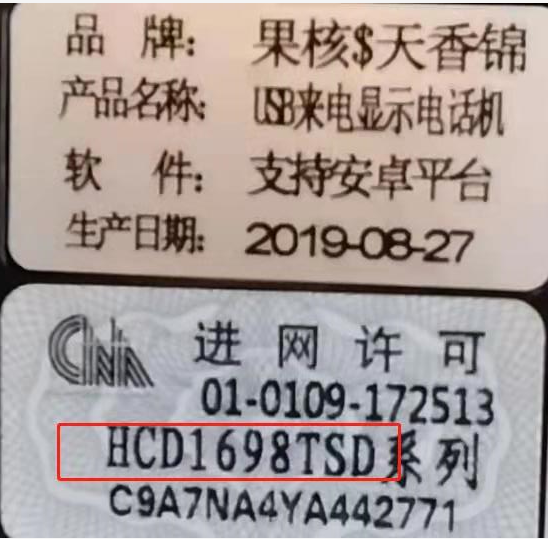 品 牌: 果核$天香锦
产品名称: USB来电显示电话机
软 件: 支持安卓平台
生产日期: 2019-08-27
CNA 进网许可
01-0109-172513
HCD1698TSD系列
C9A7NA4YA442771